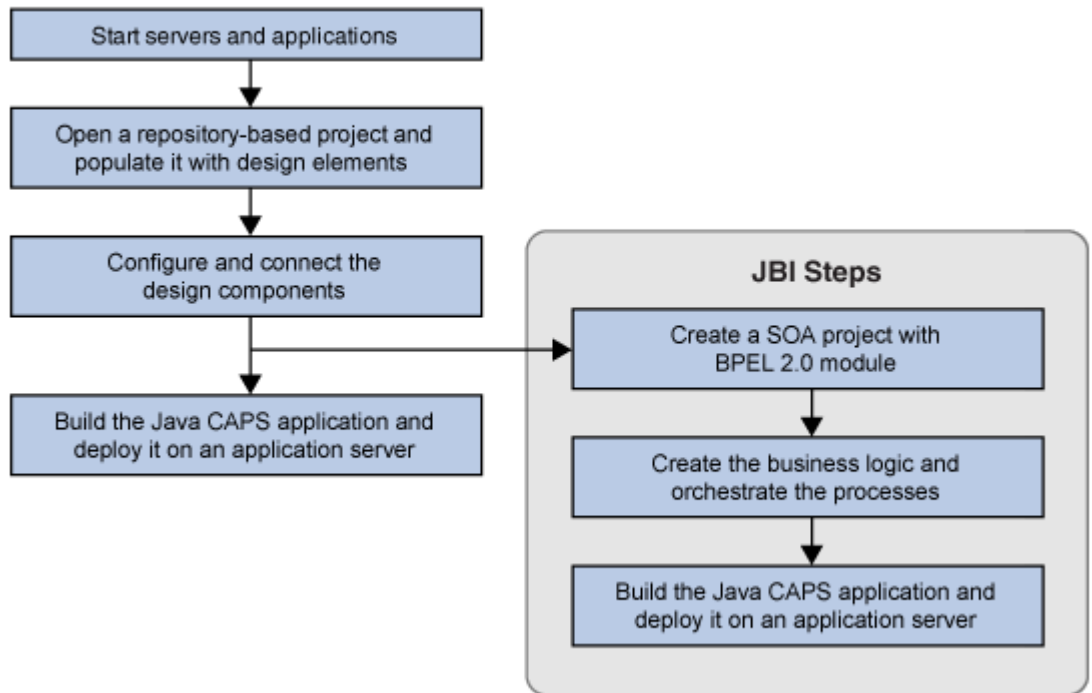 Start servers and applications
Open a repository-based project and
populate it with design elements
Configure and connect the
design components
Build the Java CAPS application and
deploy it on an application server
JBI Steps
Create a SOA project with
BPEL 2.0 module
Create the business logic and
orchestrate the processes
Build the Java CAPS application and
deploy it on an application server